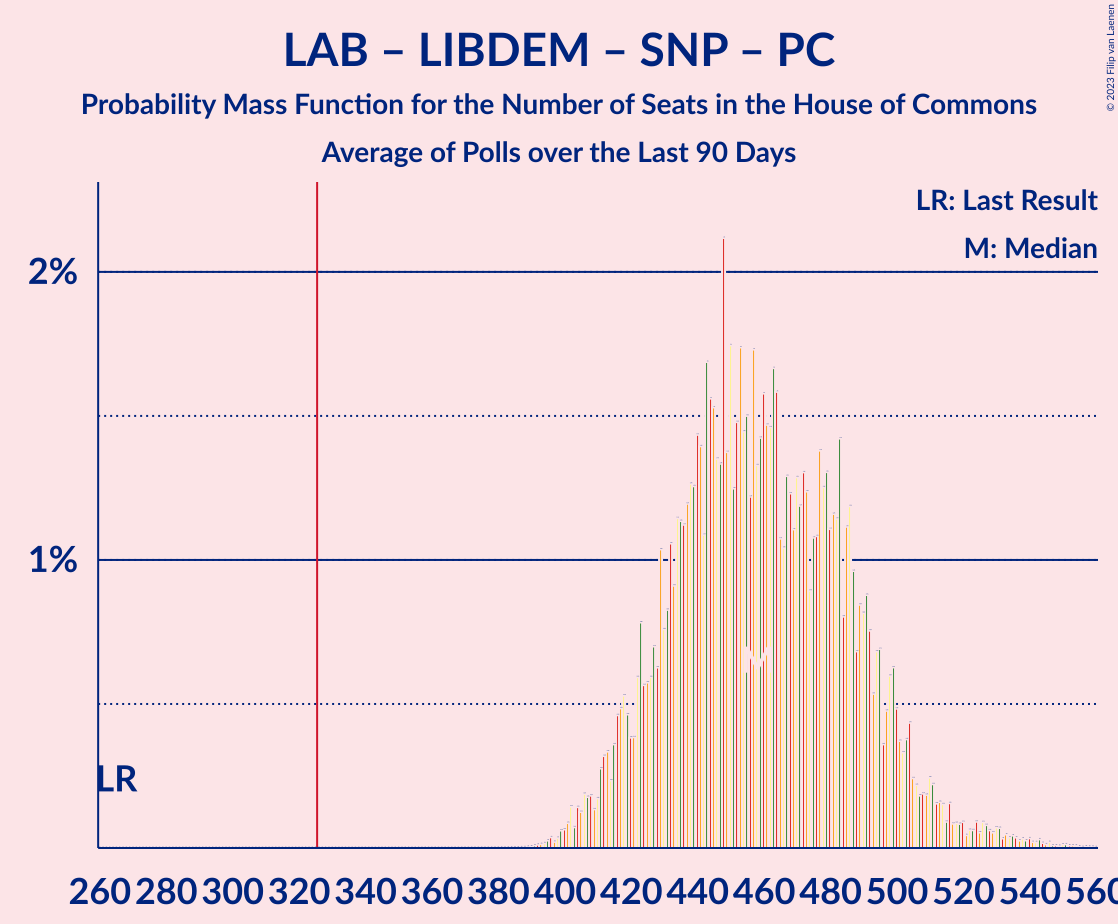 LAB – LIBDEM – SNP – PC
Probability Mass Function for the Number of Seats in the House of Commons
Average of Polls over the Last 90 Days
© 2023 Filip van Laenen
LR: Last Result
M: Median
2%
1%
M
LR
260 280 300 320 340 360 380 400 420 440 460 480 500 520 540 560